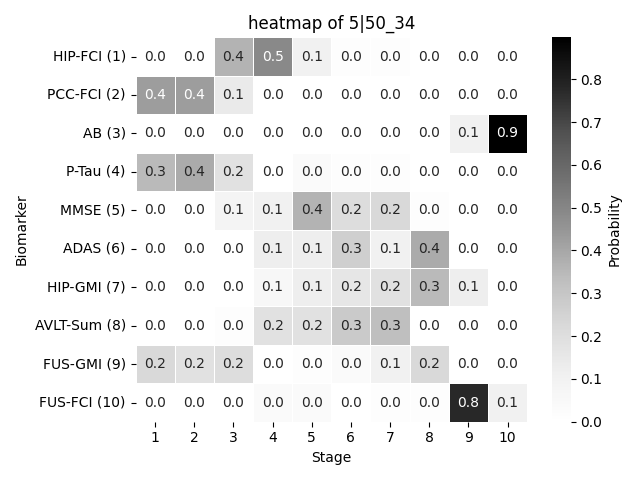 heatmap of 5|50_34
HIP-FCI (1) 0.0 0.0 0.4 0.5 0.1 0.0 0.0 0.0 0.0 0.0
PCC-FCI (2) 0.4 0.4 0.1 0.0 0.0 0.0 0.0 0.0 0.0 0.0
AB (3) 0.0 0.0 0.0 0.0 0.0 0.0 0.0 0.0 0.1 0.9
P-Tau (4) 0.3 0.4 0.2 0.0 0.0 0.0 0.0 0.0 0.0 0.0
MMSE (5) 0.0 0.0 0.1 0.1 0.4 0.2 0.2 0.0 0.0 0.0
ADAS (6) 0.0 0.0 0.0 0.1 0.1 0.3 0.1 0.4 0.0 0.0
HIP-GMI (7) 0.0 0.0 0.0 0.1 0.1 0.2 0.2 0.3 0.1 0.0
AVLT-Sum (8) 0.0 0.0 0.0 0.2 0.2 0.3 0.3 0.0 0.0 0.0
FUS-GMI (9) 0.2 0.2 0.2 0.0 0.0 0.0 0.1 0.2 0.0 0.0
FUS-FCI (10) 0.0 0.0 0.0 0.0 0.0 0.0 0.0 0.0 0.8 0.1
1 2 3 4 5 6 7 8 9 10
Stage
Biomarker
0.8
0.7
0.6
0.5
0.4
0.3
0.2
0.1
0.0
Probability